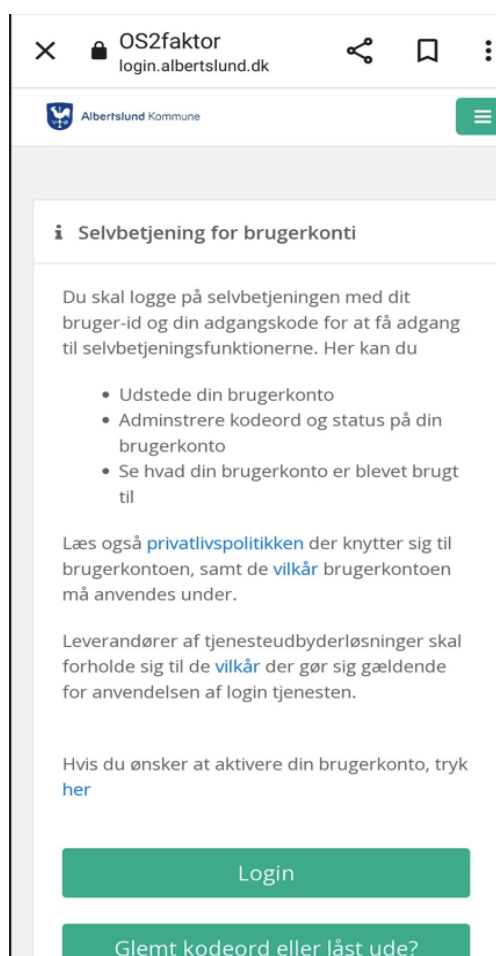 OS2faktor
login.albertslund.dk
Albertslund Kommune
Selvbetjening for brugerkonti
Du skal logge på selvbetjeningen med dit
bruger-id og din adgangskode for at få adgang
til selvbetjeningsfunktionerne. Her kan du
• Udstede din brugerkonto
• Adminstrere kodeord og status på din
brugerkonto
• Se hvad din brugerkonto er blevet brugt
til
Læs også privatlivspolitikken der knytter sig til
brugerkontoen, samt de vilkår brugerkontoen
må anvendes under.
Leverandører af tjenesteudbyderløsninger skal
forholde sig til de vilkår der gør sig gældende
for anvendelsen af login tjenesten.
Hvis du ønsker at aktivere din brugerkonto, tryk
her
Login
Glemt kodeord eller låst ude?